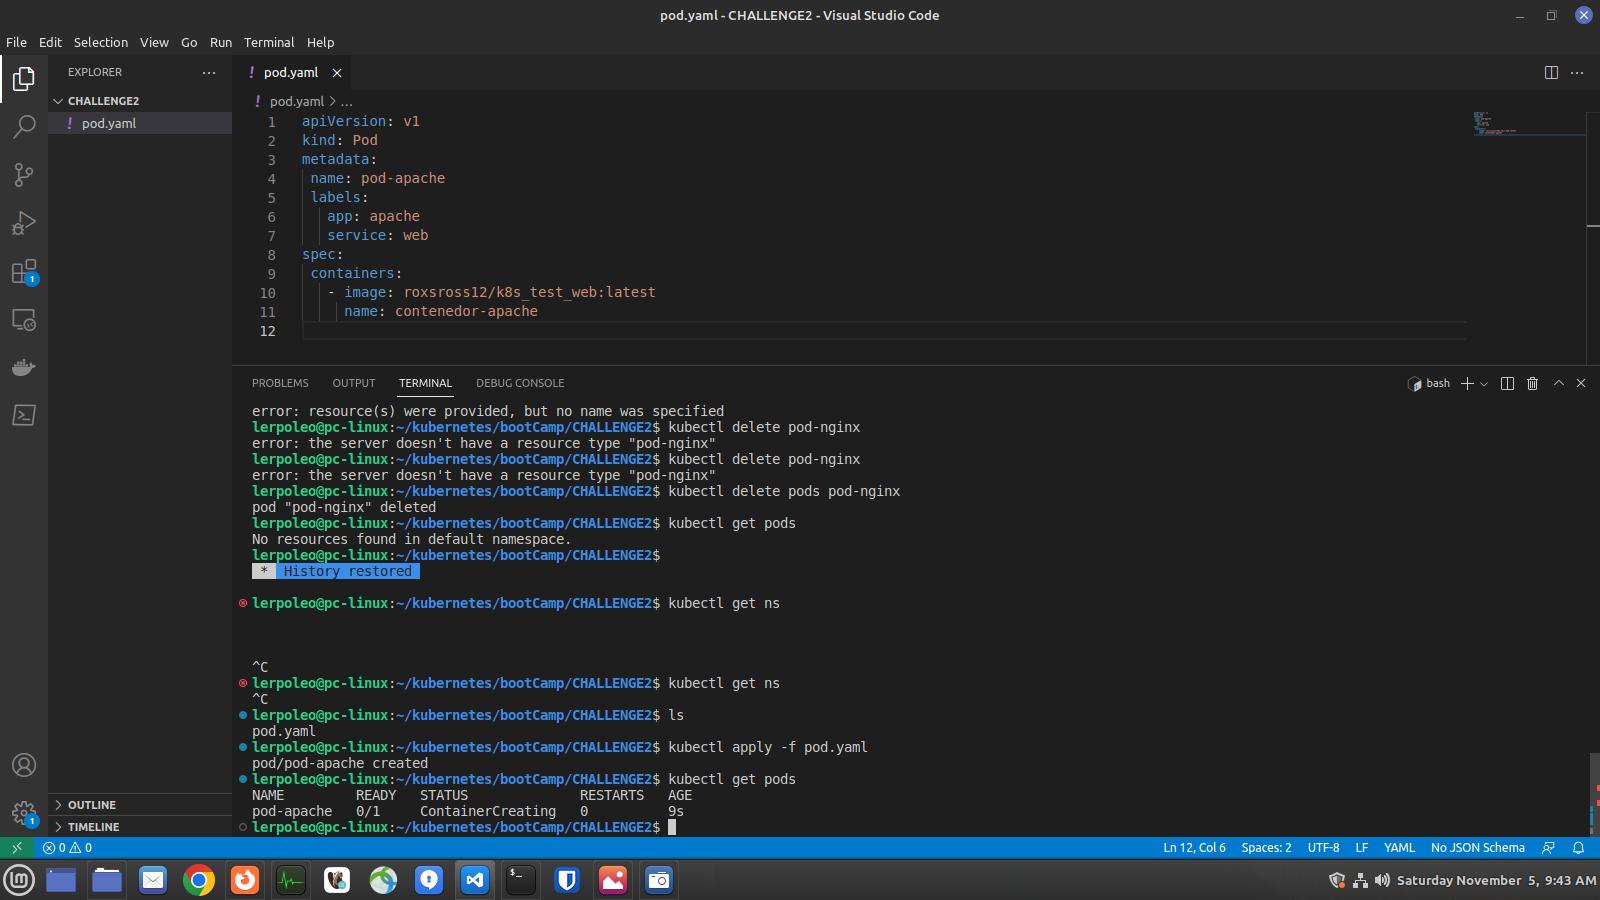 pod.yaml - CHALLENGE2 - Visual Studio Code
File Edit Selection View Go Run Terminal Help
EXPLORER
CHALLENGE2
! pod.yaml
OUTLINE
TIMELINE
1
1
! pod.yaml
! pod.yaml > ...
1 apiVersion: v1
2 kind: Pod
3 metadata:
4  name: pod-apache
5  labels:
6    app: apache
7    service: web
8 spec:
9  containers:
10    - image: roxsross12/k8s_test_web:latest
11      name: contenedor-apache
12
PROBLEMS OUTPUT TERMINAL DEBUG CONSOLE
bash
error: resource(s) were provided, but no name was specified
lerpoleo@pc-linux:~/kubernetes/bootCamp/CHALLENGE2$ kubectl delete pod-nginx
error: the server doesn't have a resource type "pod-nginx"
lerpoleo@pc-linux:~/kubernetes/bootCamp/CHALLENGE2$ kubectl delete pod-nginx
error: the server doesn't have a resource type "pod-nginx"
lerpoleo@pc-linux:~/kubernetes/bootCamp/CHALLENGE2$ kubectl delete pods pod-nginx
pod "pod-nginx" deleted
lerpoleo@pc-linux:~/kubernetes/bootCamp/CHALLENGE2$ kubectl get pods
No resources found in default namespace.
lerpoleo@pc-linux:~/kubernetes/bootCamp/CHALLENGE2$
* History restored
lerpoleo@pc-linux:~/kubernetes/bootCamp/CHALLENGE2$ kubectl get ns
^C
lerpoleo@pc-linux:~/kubernetes/bootCamp/CHALLENGE2$ kubectl get ns
^C
lerpoleo@pc-linux:~/kubernetes/bootCamp/CHALLENGE2$ ls
pod.yaml
lerpoleo@pc-linux:~/kubernetes/bootCamp/CHALLENGE2$ kubectl apply -f pod.yaml
pod/pod-apache created
lerpoleo@pc-linux:~/kubernetes/bootCamp/CHALLENGE2$ kubectl get pods
NAME         READY   STATUS              RESTARTS   AGE
pod-apache   0/1     ContainerCreating   0          9s
lerpoleo@pc-linux:~/kubernetes/bootCamp/CHALLENGE2$
0 0 Ln 12, Col 6 Spaces: 2 UTF-8 LF YAML No JSON Schema
Saturday November 5, 9:43 AM